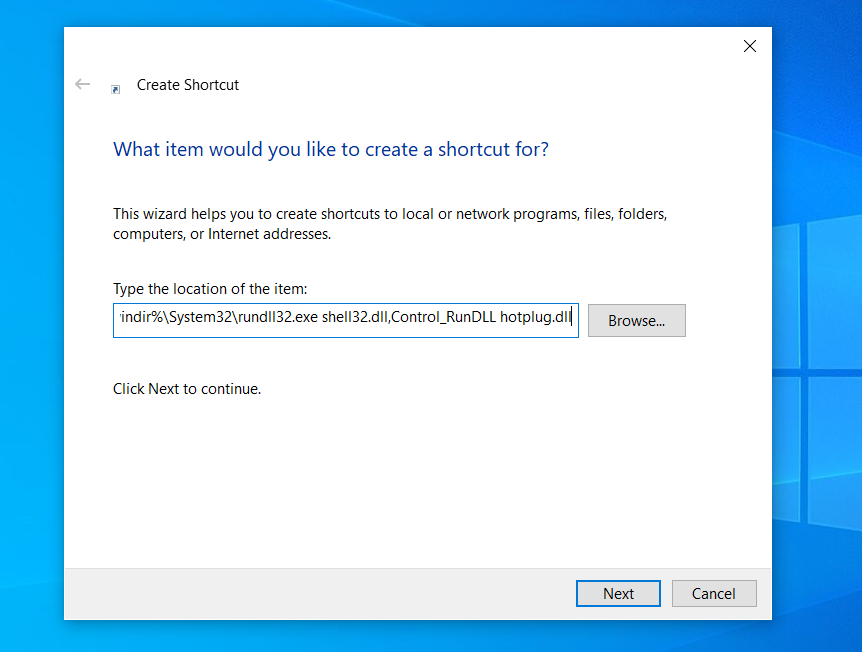 Create Shortcut
What item would you like to create a shortcut for?
This wizard helps you to create shortcuts to local or network programs, files, folders,
computers, or Internet addresses.
Type the location of the item:
indir%\System32\rundll32.exe shell32.dll,Control_RunDLL hotplug.dll
Browse...
Click Next to continue.
Next
Cancel